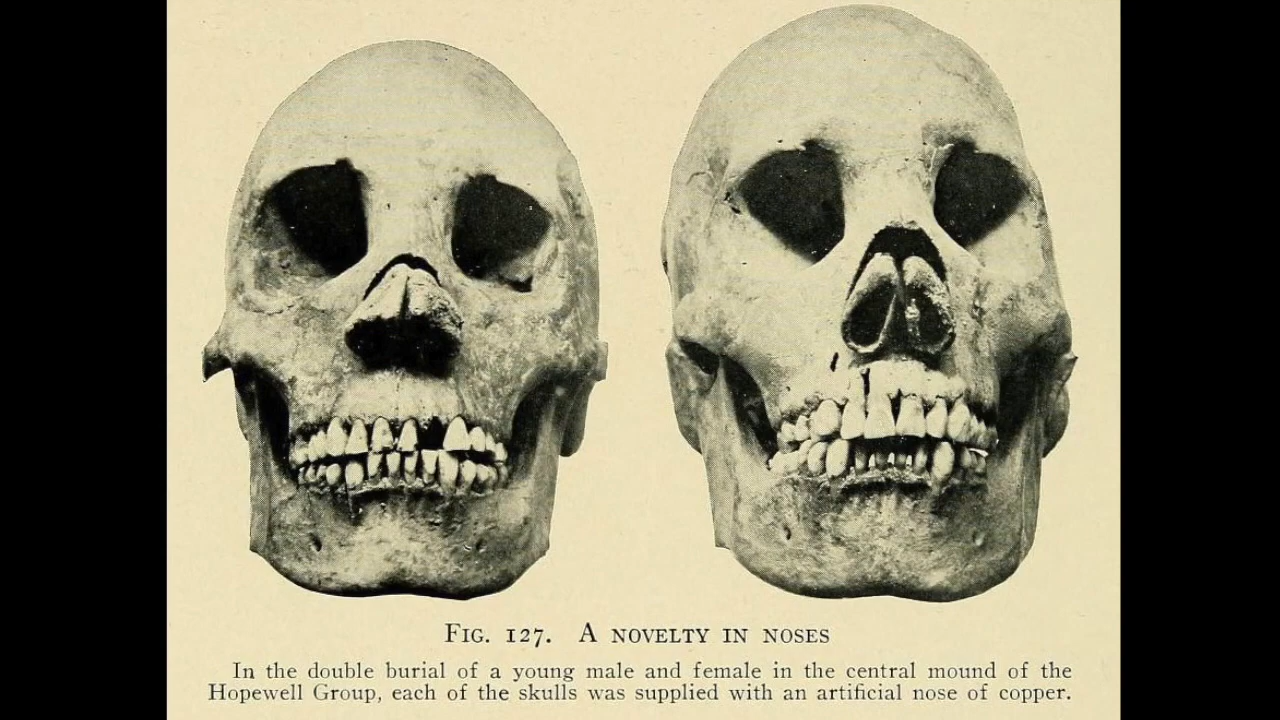 Fig. 127. A novelty in noses
In the double burial of a young male and female in the central mound of the
Hopewell Group, each of the skulls was supplied with an artificial nose of copper.